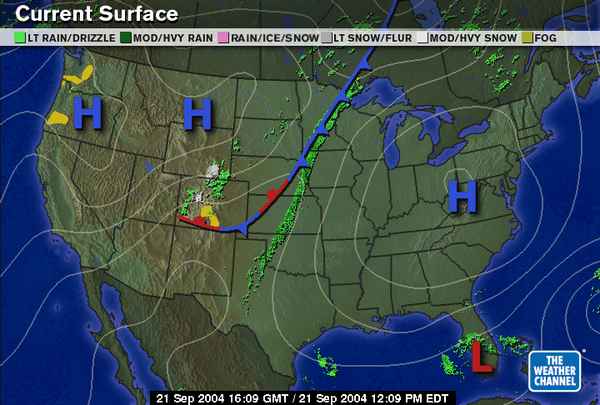 Current Surface
LT RAIN/DRIZZLE MOD/HVY RAIN RAIN/ICE/SNOW LT SNOW/FLUR MOD/HVY SNOW FOG
H H
H
L
THE
WEATHER
CHANNEL
21 Sep 2004 16:09 GMT / 21 Sep 2004 12:09 PM EDT